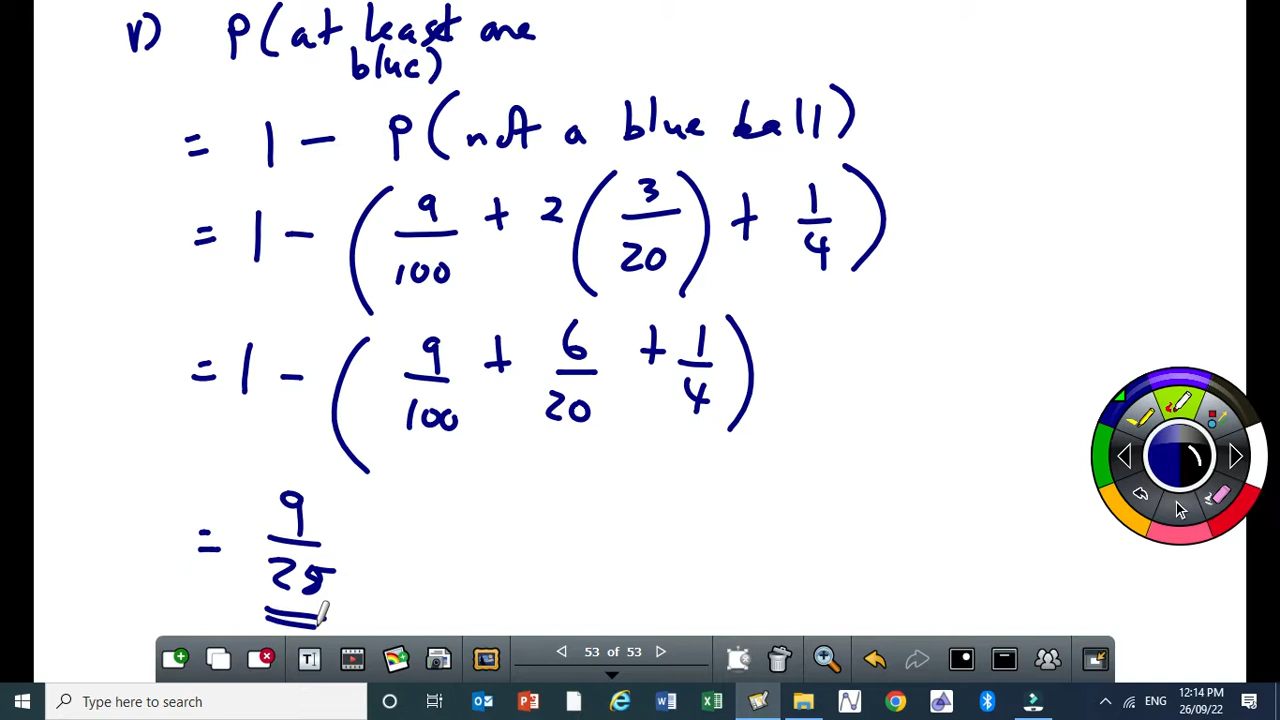 v) P(at least one
blue)
= 1 - P(not a blue ball)
= 1 - (9/100 + 2(3/20) + 1/4)
= 1 - (9/100 + 6/20 + 1/4)
= 9/25
53 of 53
Type here to search
ENG
12:14 PM
26/09/22